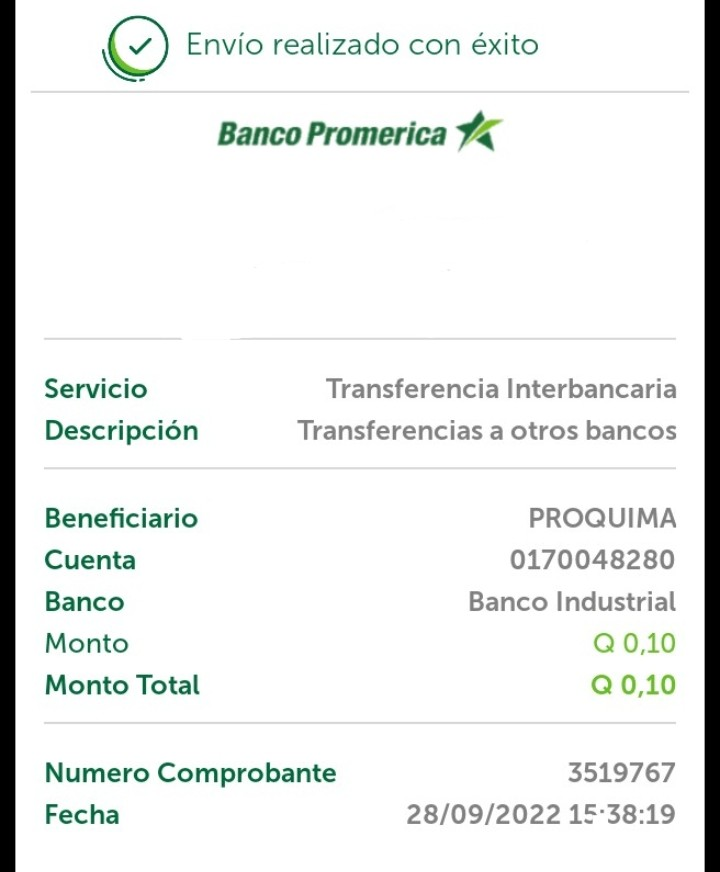 Envío realizado con éxito
Banco Promerica
Servicio Transferencia Interbancaria
Descripción Transferencias a otros bancos
Beneficiario PROQUIMA
Cuenta 0170048280
Banco Banco Industrial
Monto Q 0,10
Monto Total Q 0,10
Numero Comprobante 3519767
Fecha 28/09/2022 15:38:19